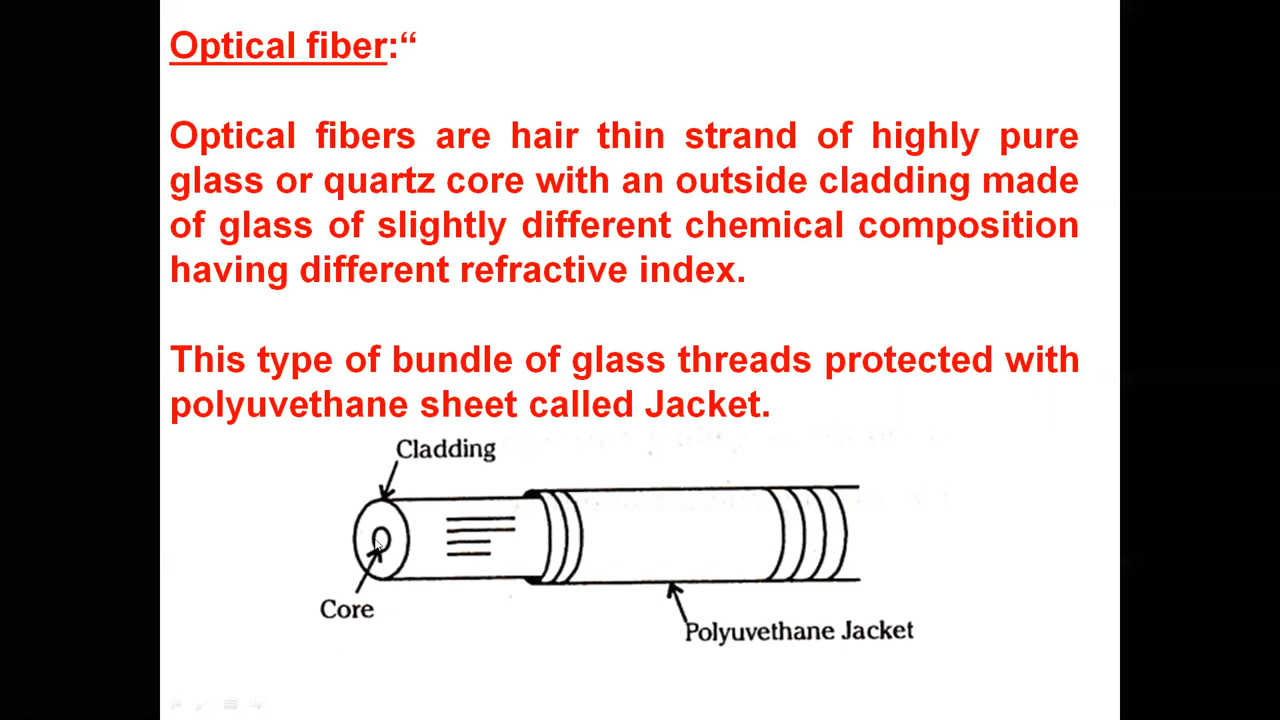 Optical fiber:“
Optical fibers are hair thin strand of highly pure
glass or quartz core with an outside cladding made
of glass of slightly different chemical composition
having different refractive index.
This type of bundle of glass threads protected with
polyuvethane sheet called Jacket.
Cladding
Core
Polyuvethane Jacket